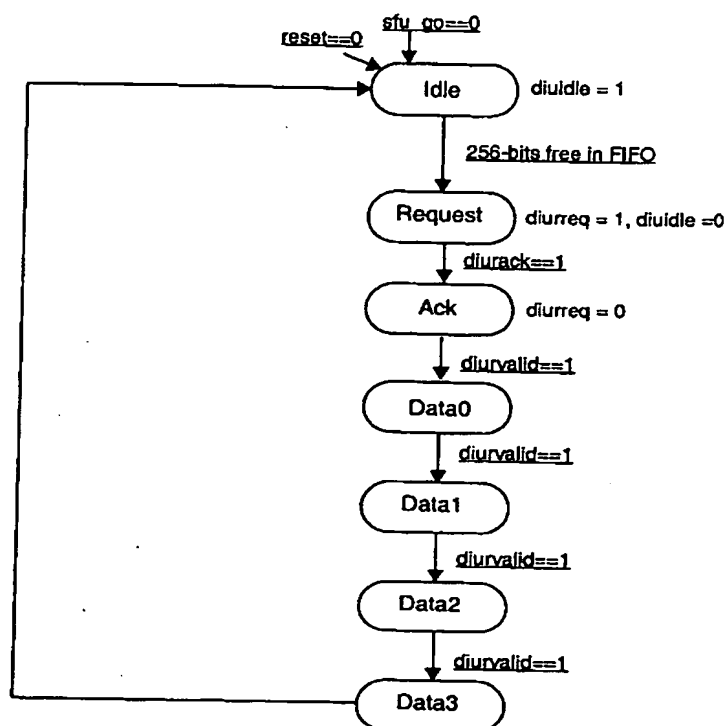 sfu_go==0
reset==0
Idle
diuidle = 1
256-bits free in FIFO
Request
diurreq = 1, diuidle =0
diurack==1
Ack
diurreq = 0
diurvalid==1
Data0
diurvalid==1
Data1
diurvalid==1
Data2
diurvalid==1
Data3